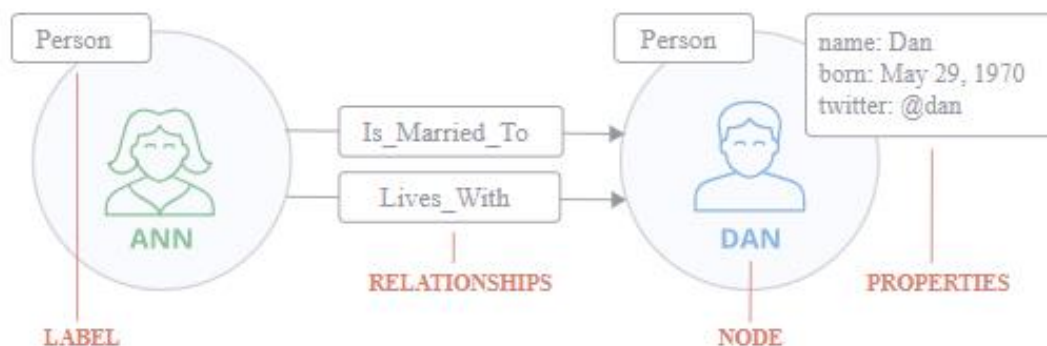 Person
Person
name: Dan
born: May 29, 1970
twitter: @dan
Is_Married_To
Lives_With
ANN
DAN
RELATIONSHIPS
PROPERTIES
LABEL
NODE